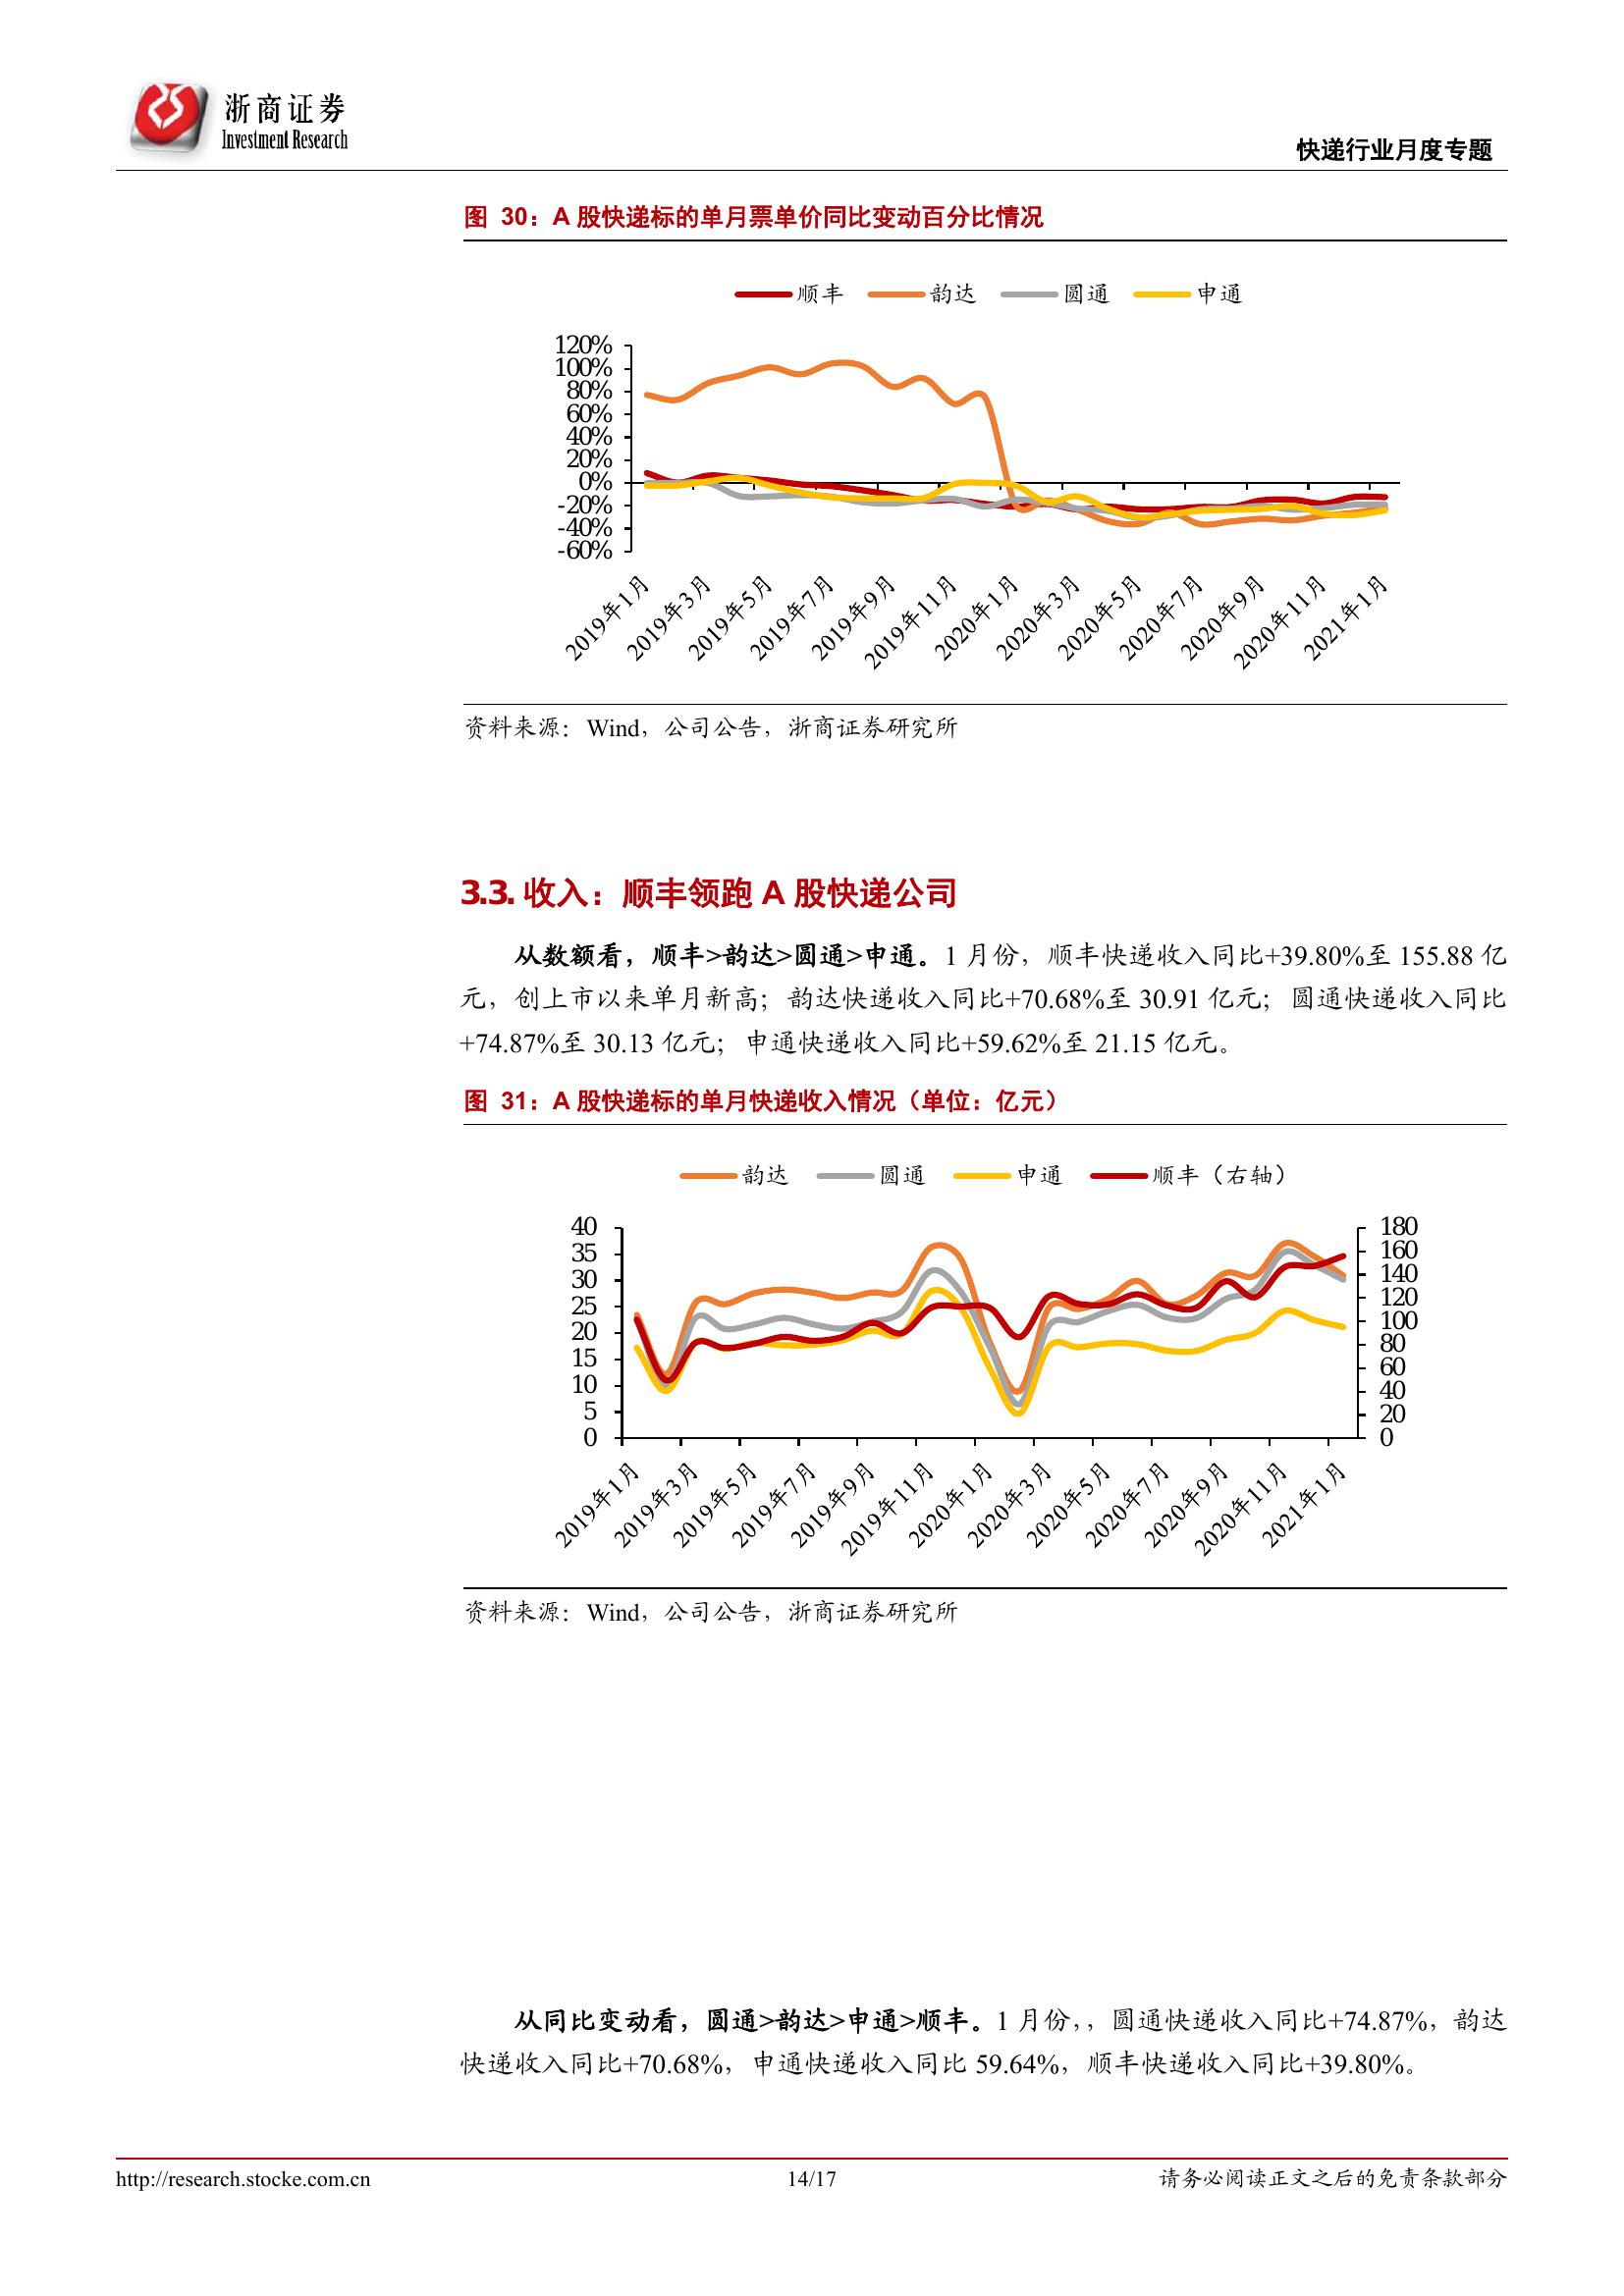 浙商证券
Investment Research
快递行业月度专题
图 30：A 股快递标的单月票单价同比变动百分比情况
顺丰 韵达 圆通 申通
120%
100%
80%
60%
40%
20%
0%
-20%
-40%
-60%
2019年1月 2019年3月 2019年5月 2019年7月 2019年9月 2019年11月 2020年1月 2020年3月 2020年5月 2020年7月 2020年9月 2020年11月 2021年1月
资料来源：Wind，公司公告，浙商证券研究所
3.3. 收入：顺丰领跑 A 股快递公司
从数额看，顺丰>韵达>圆通>申通。1 月份，顺丰快递收入同比+39.80%至 155.88 亿
元，创上市以来单月新高；韵达快递收入同比+70.68%至 30.91 亿元；圆通快递收入同比
+74.87%至 30.13 亿元；申通快递收入同比+59.62%至 21.15 亿元。
图 31：A 股快递标的单月快递收入情况（单位：亿元）
韵达 圆通 申通 顺丰（右轴）
40 180
35 160
30 140
25 120
20 100
15 80
10 60
5 40
0 20
0
2019年1月 2019年3月 2019年5月 2019年7月 2019年9月 2019年11月 2020年1月 2020年3月 2020年5月 2020年7月 2020年9月 2020年11月 2021年1月
资料来源：Wind，公司公告，浙商证券研究所
从同比变动看，圆通>韵达>申通>顺丰。1 月份，，圆通快递收入同比+74.87%，韵达
快递收入同比+70.68%，申通快递收入同比 59.64%，顺丰快递收入同比+39.80%。
http://research.stocke.com.cn 14/17 请务必阅读正文之后的免责条款部分